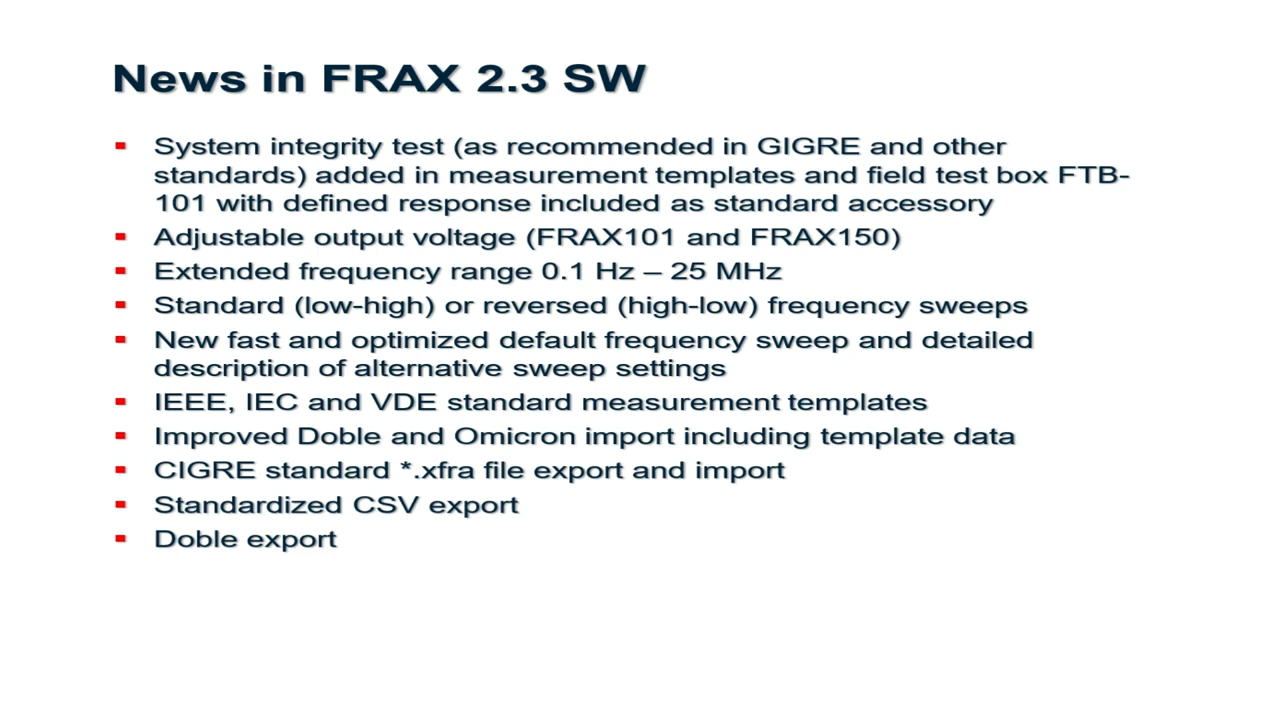 News in FRAX 2.3 SW
System integrity test (as recommended in GIGRE and other
standards) added in measurement templates and field test box FTB-
101 with defined response included as standard accessory
Adjustable output voltage (FRAX101 and FRAX150)
Extended frequency range 0.1 Hz – 25 MHz
Standard (low-high) or reversed (high-low) frequency sweeps
New fast and optimized default frequency sweep and detailed
description of alternative sweep settings
IEEE, IEC and VDE standard measurement templates
Improved Doble and Omicron import including template data
CIGRE standard *.xfra file export and import
Standardized CSV export
Doble export